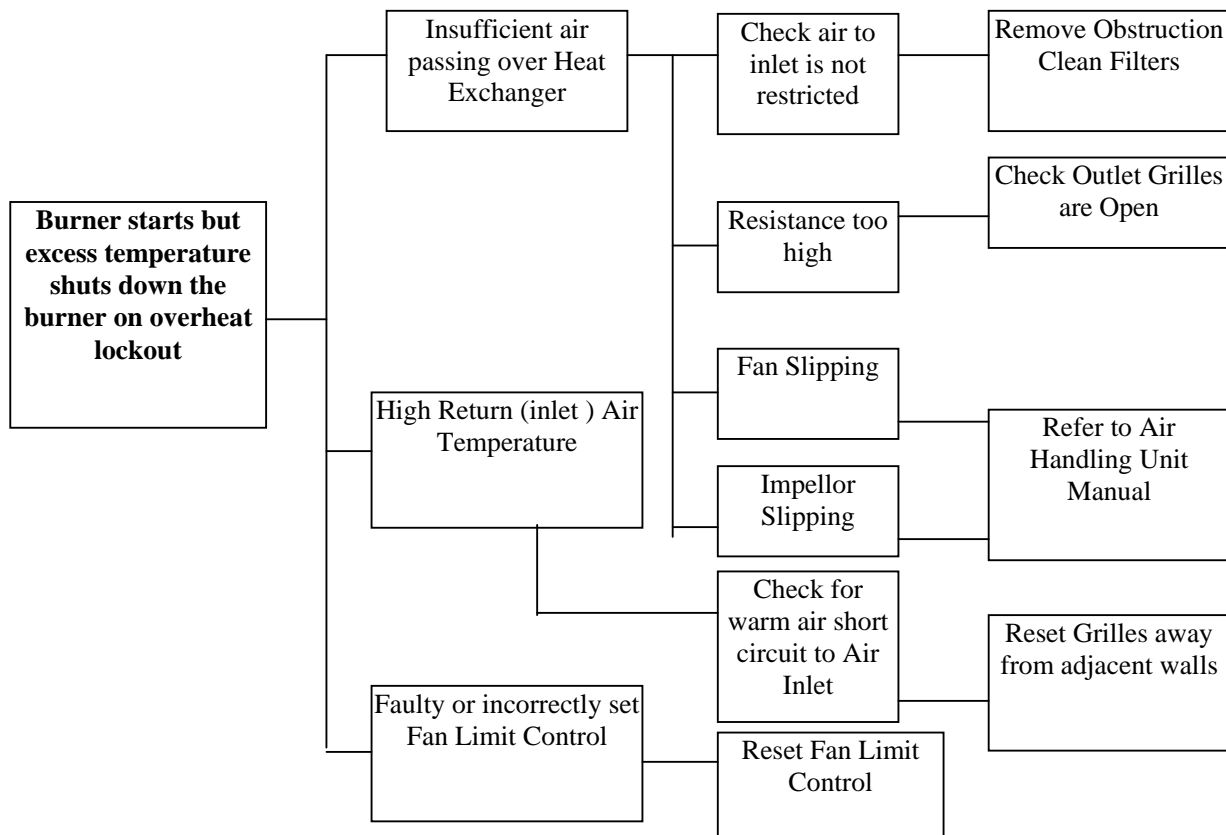 Burner starts but
excess temperature
shuts down the
burner on overheat
lockout
Insufficient air
passing over Heat
Exchanger
Check air to
inlet is not
restricted
Remove Obstruction
Clean Filters
Resistance too
high
Check Outlet Grilles
are Open
Fan Slipping
Impellor
Slipping
Refer to Air
Handling Unit
Manual
High Return (inlet ) Air
Temperature
Check for
warm air short
circuit to Air
Inlet
Reset Grilles away
from adjacent walls
Faulty or incorrectly set
Fan Limit Control
Reset Fan Limit
Control